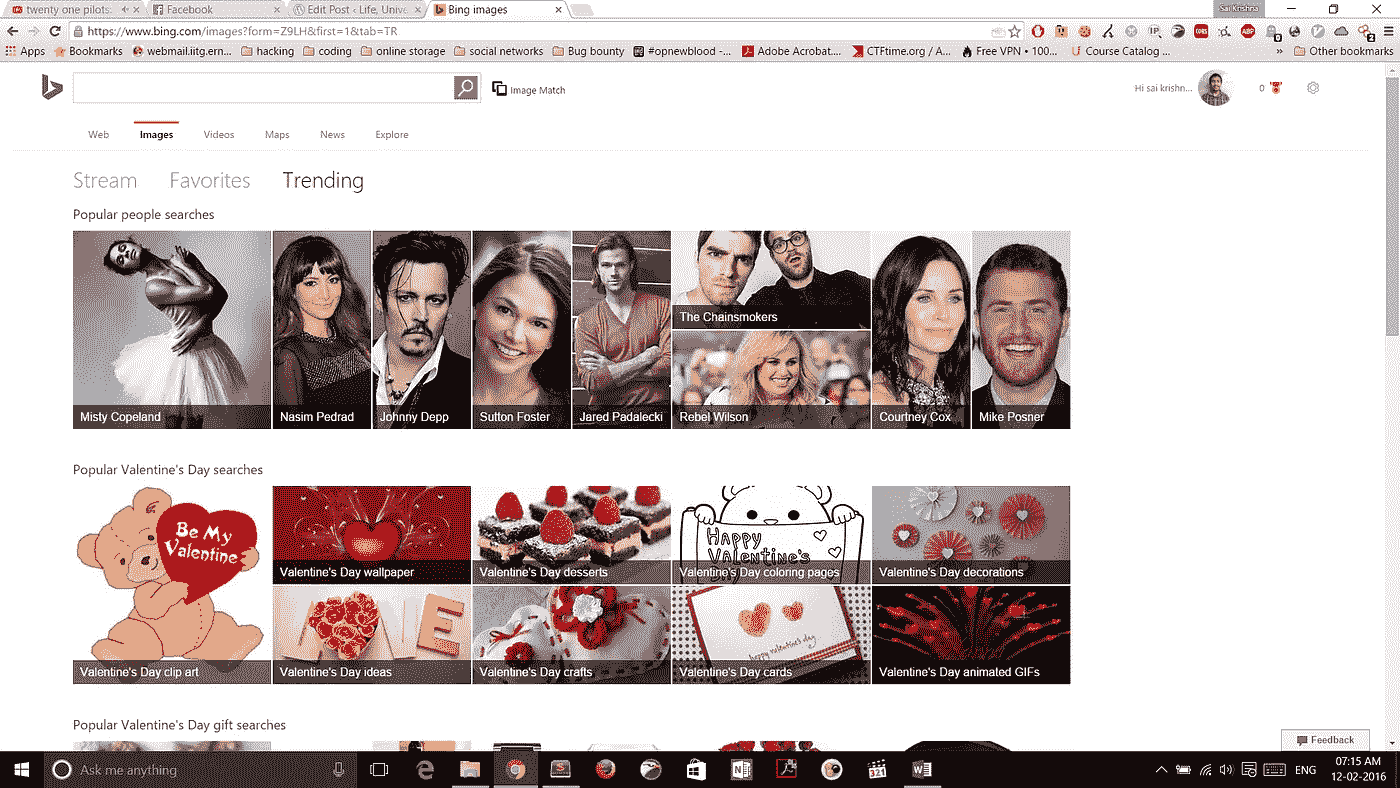 twenty one pilots:
Facebook
Edit Post ‹ Life, Unive
Bing images
Sai Krishna
https://www.bing.com/images?form=Z9LH&first=1&tab=TR
Apps
Bookmarks
webmail.iitg.ern...
hacking
coding
online storage
social networks
Bug bounty
#opnewblood -...
Adobe Acrobat...
CTFtime.org / A...
Free VPN • 100...
Course Catalog ...
»
Other bookmarks
Image Match
Hi sai krishn...
0
Web
Images
Videos
Maps
News
Explore
Stream
Favorites
Trending
Popular people searches
Misty Copeland
Nasim Pedrad
Johnny Depp
Sutton Foster
Jared Padalecki
The Chainsmokers
Rebel Wilson
Courtney Cox
Mike Posner
Popular Valentine's Day searches
Be My
Valentine
Valentine's Day clip art
Valentine's Day wallpaper
Valentine's Day desserts
Happy
Valentine's
Day
Valentine's Day coloring pages
Valentine's Day decorations
Valentine's Day ideas
Valentine's Day crafts
happy valentine's day
Valentine's Day cards
Valentine's Day animated GIFs
Popular Valentine's Day gift searches
Feedback
Ask me anything
321
ENG
07:15 AM
12-02-2016